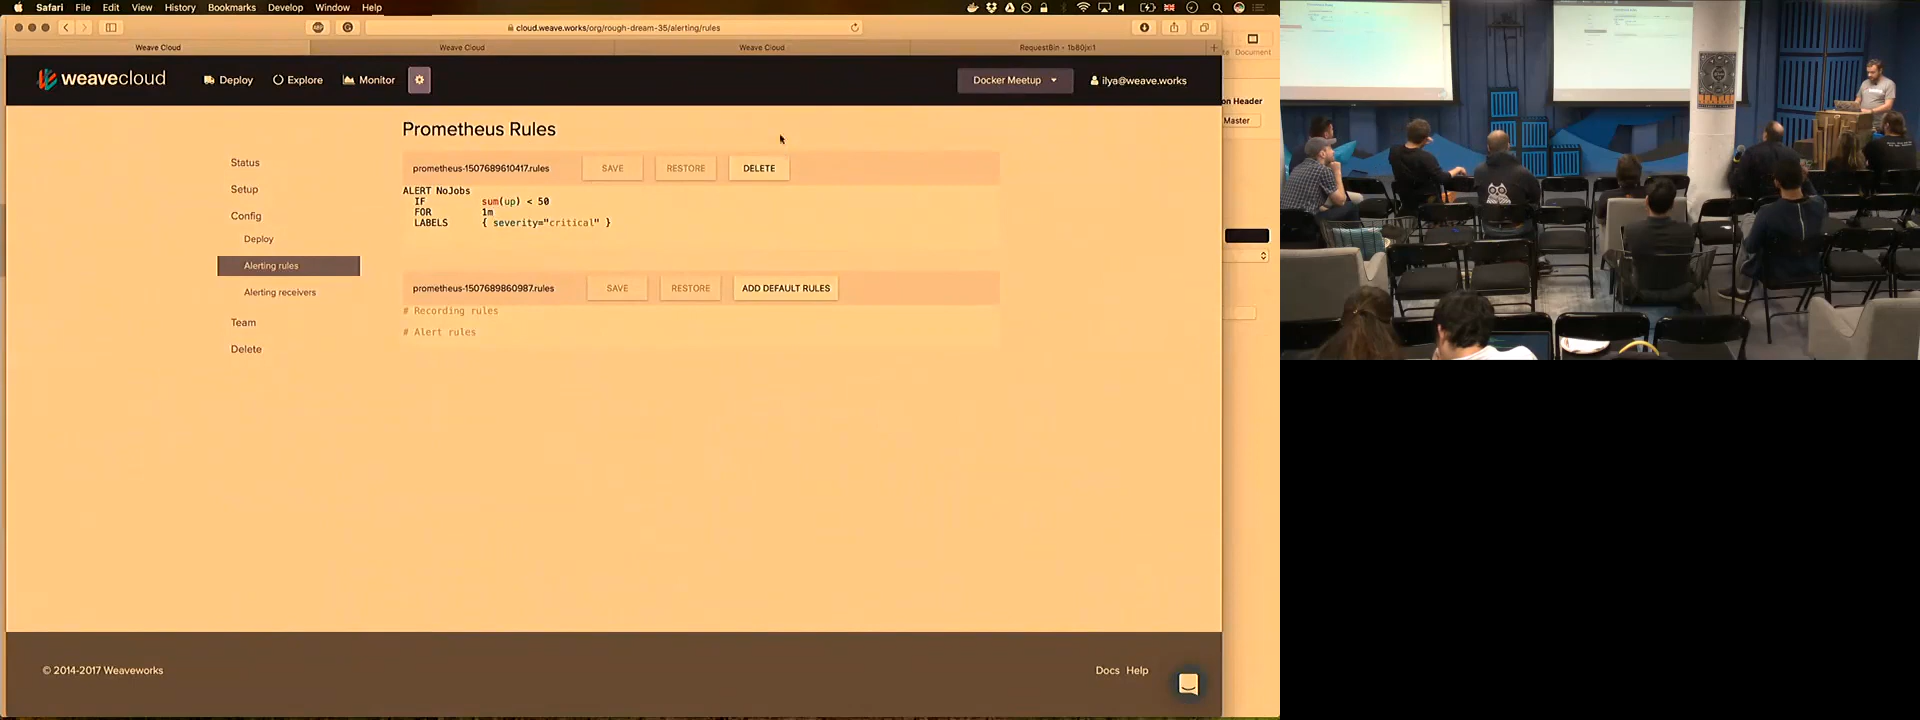 Safari File Edit View History Bookmarks Develop Window Help
cloud.weave.works/org/rough-dream-35/alerting/rules
Weave Cloud
Weave Cloud
Weave Cloud
RequestBin - 1b80jxl1
Document
weavecloud
Deploy
Explore
Monitor
Docker Meetup
ilya@weave.works
on Header
Master
Prometheus Rules
Status
Setup
Config
Deploy
Alerting rules
Alerting receivers
Team
Delete
prometheus-1507689610417.rules SAVE RESTORE DELETE
ALERT NoJobs
IF sum(up) < 50
FOR 1m
LABELS { severity="critical" }
prometheus-1507689860987.rules SAVE RESTORE ADD DEFAULT RULES
# Recording rules
# Alert rules
© 2014-2017 Weaveworks
Docs Help